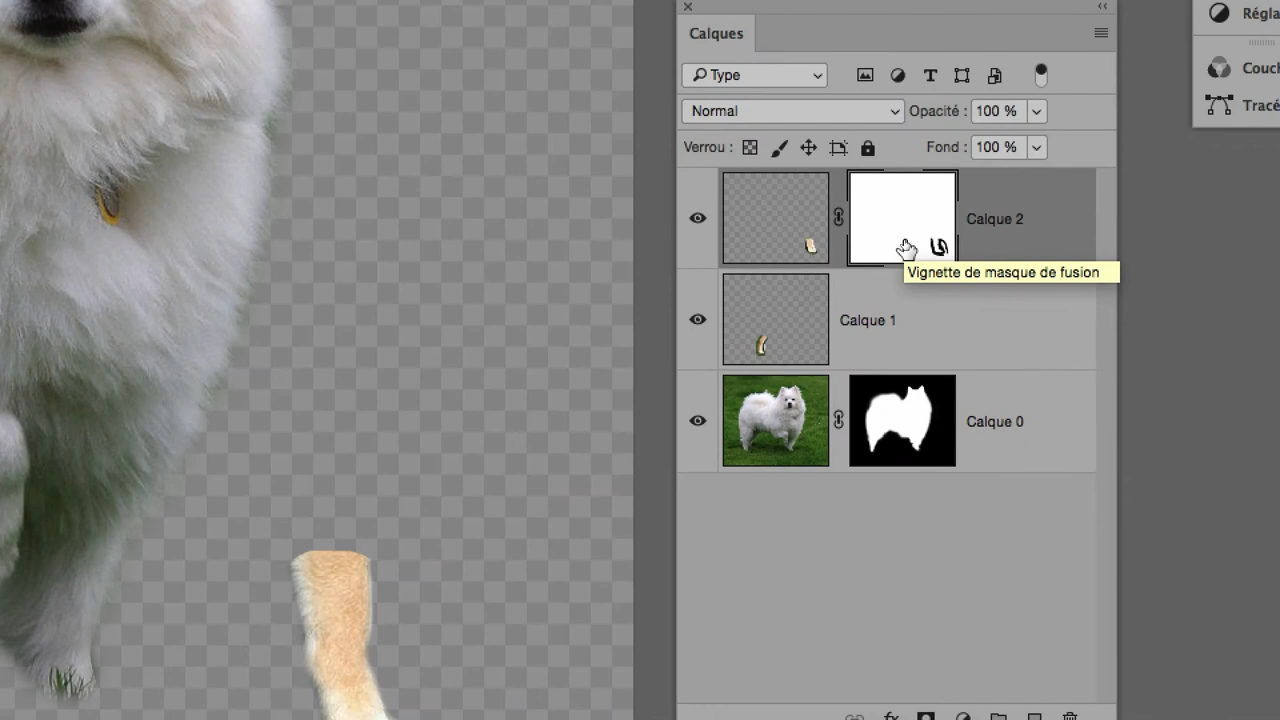 Calques
Type
Normal
Opacité : 100 %
Verrou :
Fond : 100 %
Calque 2
Vignette de masque de fusion
Calque 1
Calque 0
fx
Régla
Couch
Tracé